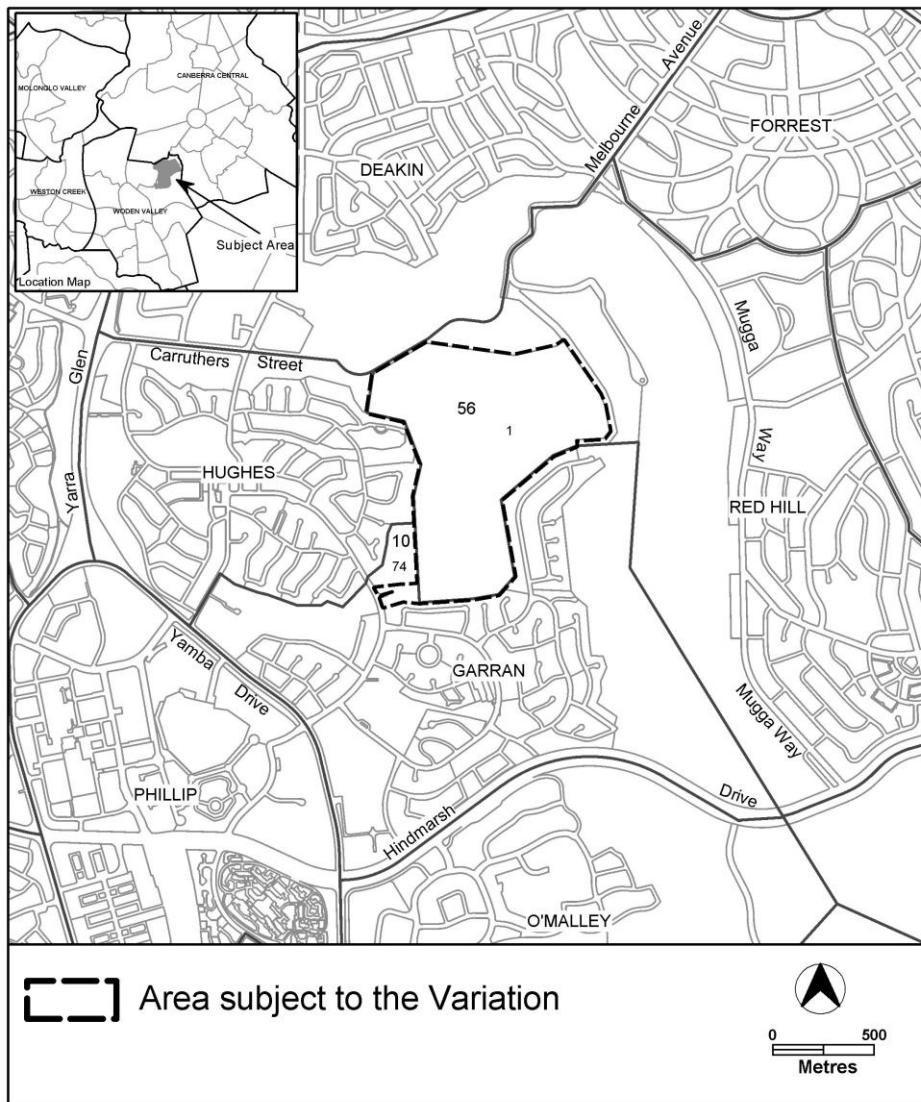 MOLONGLO VALLEY
CANBERRA CENTRAL
WESTON CREEK
WODEN VALLEY
Subject Area
Location Map
Melbourne Avenue
FORREST
DEAKIN
Mugga Way
Carruthers Street
Yarra Glen
56
1
HUGHES
RED HILL
10
74
GARRAN
Yamba Drive
Mugga Way
PHILLIP
Hindmarsh Drive
O'MALLEY
Area subject to the Variation
0 500
Metres